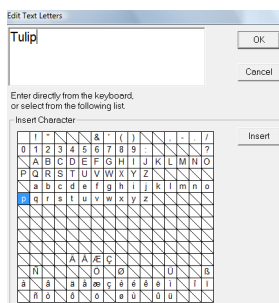 Edit Text Letters
Tulip
OK
Cancel
Enter directly from the keyboard,
or select from the following list.
Insert Character
Insert
! " & ' ( ) , - . /
0 1 2 3 4 5 6 7 8 9 : ?
A B C D E F G H I J K L M N O
P Q R S T U V W X Y Z
a b c d e f g h i j k l m n o
p q r s t u v w x y z
Ä Å Æ Ç
Ñ Ö Ø Ü ß